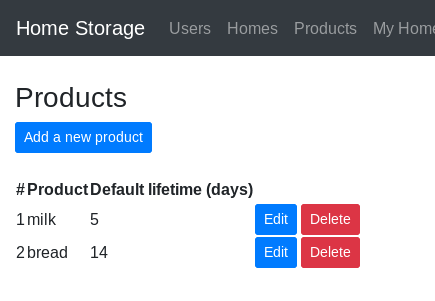 Home Storage Users Homes Products My Home
Products
Add a new product
# Product Default lifetime (days)
1 milk 5 Edit Delete
2 bread 14 Edit Delete